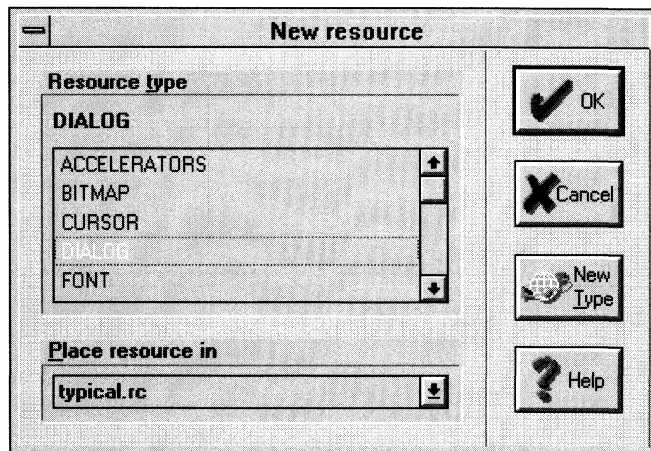 New resource
Resource type
DIALOG
ACCELERATORS
BITMAP
CURSOR
DIALOG
FONT
Place resource in
typical.rc
OK
Cancel
New
Type
Help